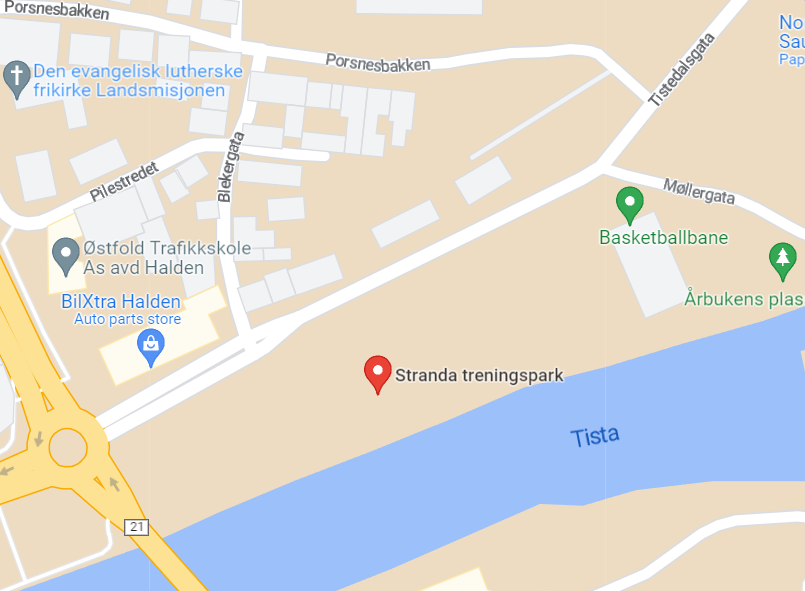 Porsnesbakken
Den evangelisk lutherske
frikirke Landsmisjonen
Porsnesbakken
Tistedalsgata
No
Sau
Pap
Blekergata
Pilestredet
Møllergata
Basketballbane
Østfold Trafikkskole
As avd Halden
BilXtra Halden
Auto parts store
Årbukens plas
Stranda treningspark
Tista
21